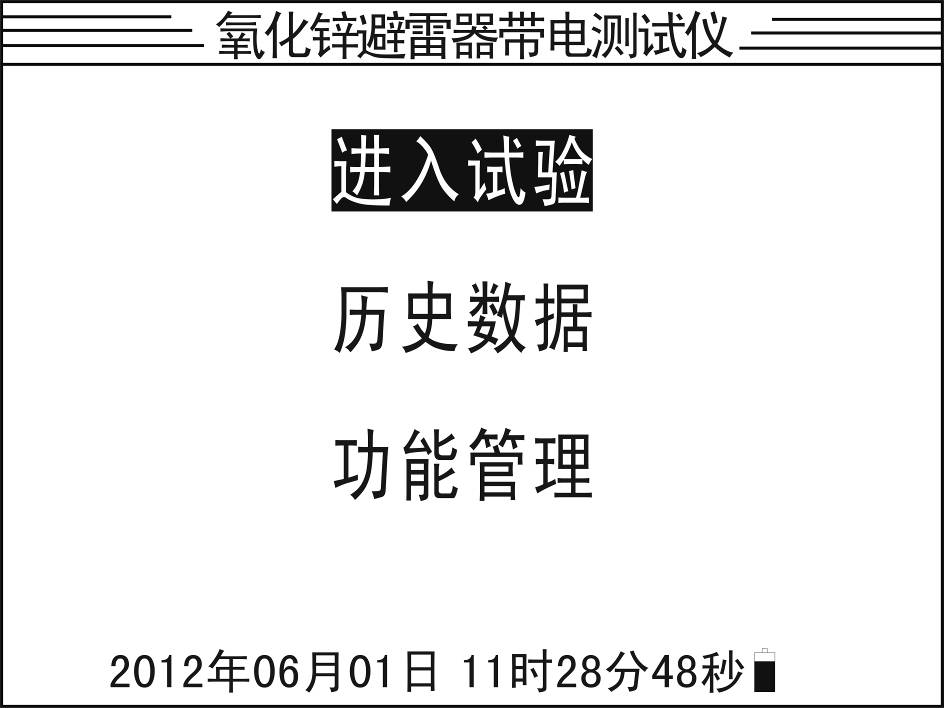 氧化锌避雷器带电测试仪
进入试验
历史数据
功能管理
2012年06月01日 11时28分48秒